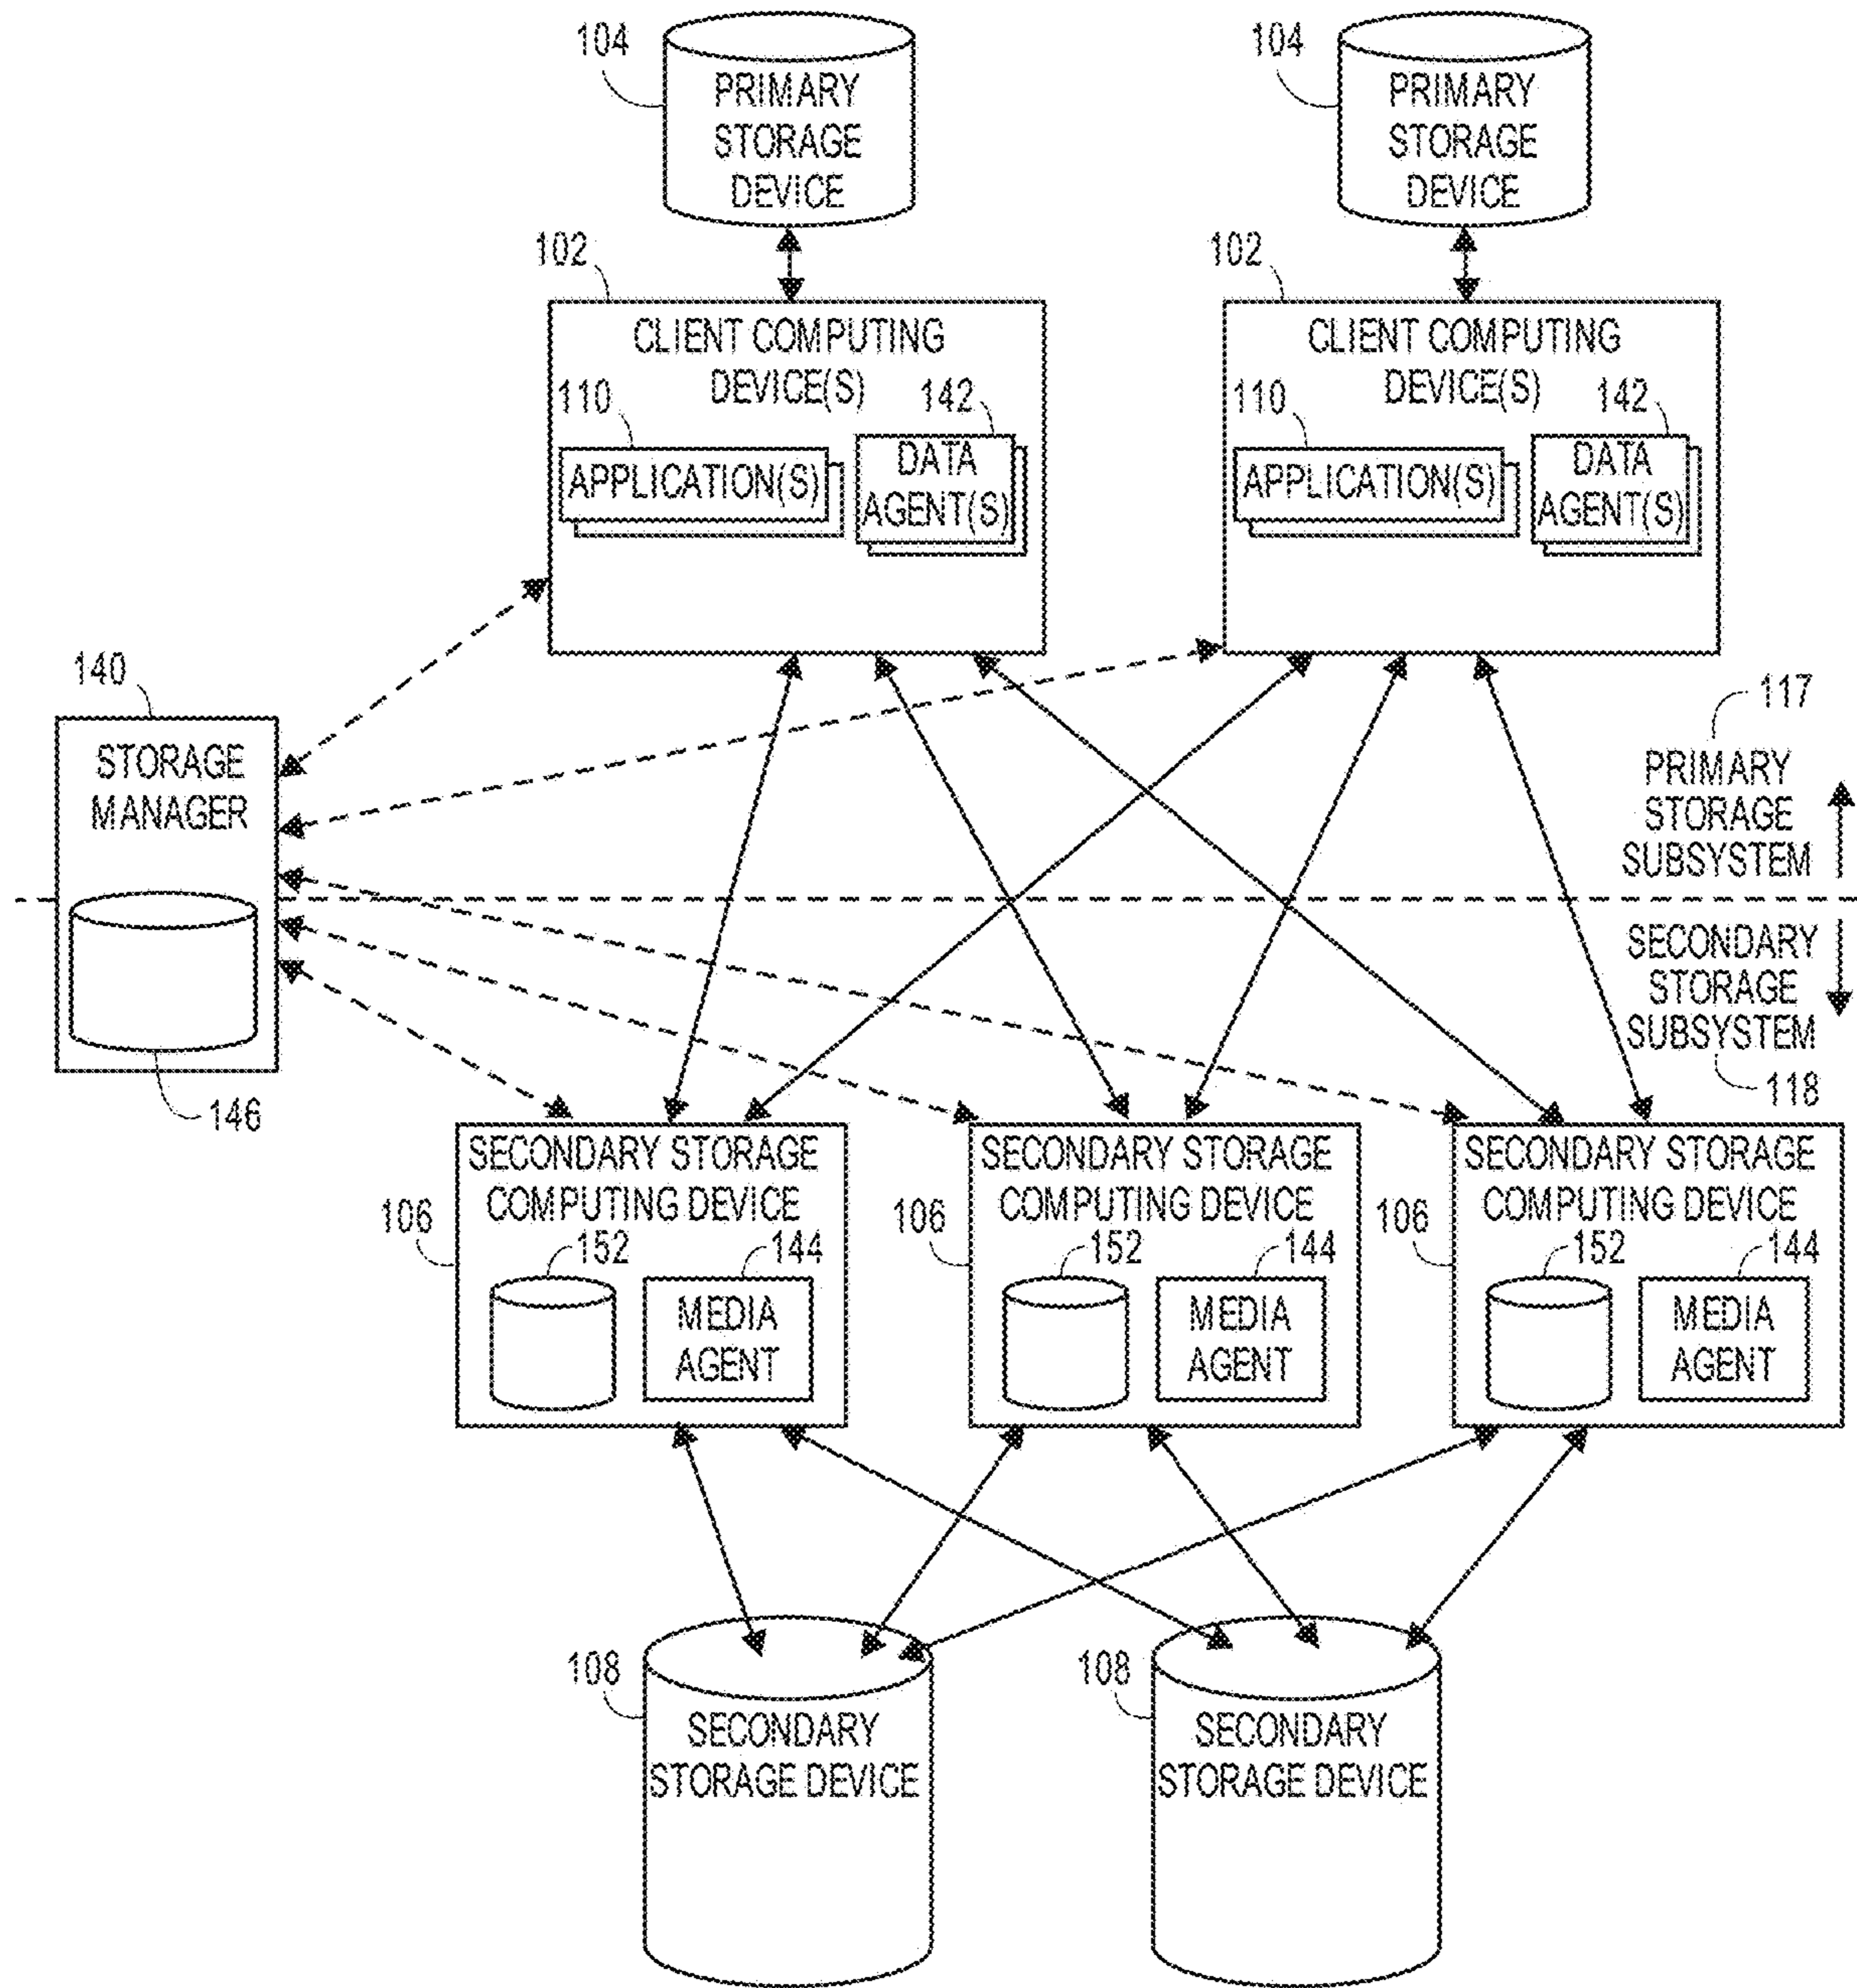 104
PRIMARY
STORAGE
DEVICE
104
PRIMARY
STORAGE
DEVICE
102
CLIENT COMPUTING
DEVICE(S)
110
142
APPLICATION(S)
DATA
AGENT(S)
102
CLIENT COMPUTING
DEVICE(S)
110
142
APPLICATION(S)
DATA
AGENT(S)
140
STORAGE
MANAGER
146
117
PRIMARY
STORAGE
SUBSYSTEM
SECONDARY
STORAGE
SUBSYSTEM
118
106
SECONDARY STORAGE
COMPUTING DEVICE
152
144
MEDIA
AGENT
106
SECONDARY STORAGE
COMPUTING DEVICE
152
144
MEDIA
AGENT
106
SECONDARY STORAGE
COMPUTING DEVICE
152
144
MEDIA
AGENT
108
SECONDARY
STORAGE DEVICE
108
SECONDARY
STORAGE DEVICE